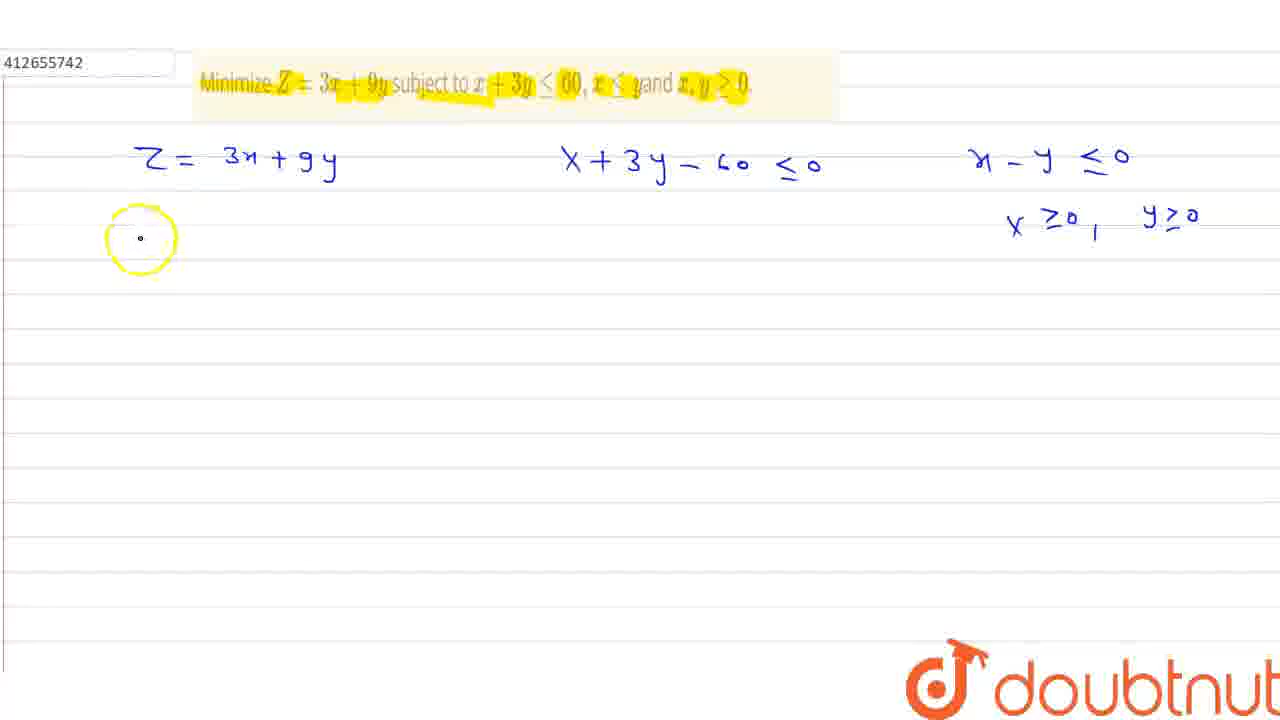 412655742
Minimize Z = 3x + 9y subject to x + 3y ≤ 60, x ≤ y and x, y ≥ 0.
Z = 3x + 9y    x + 3y - 60 ≤ 0    x - y ≤ 0
x ≥ 0, y ≥ 0
doubtnut